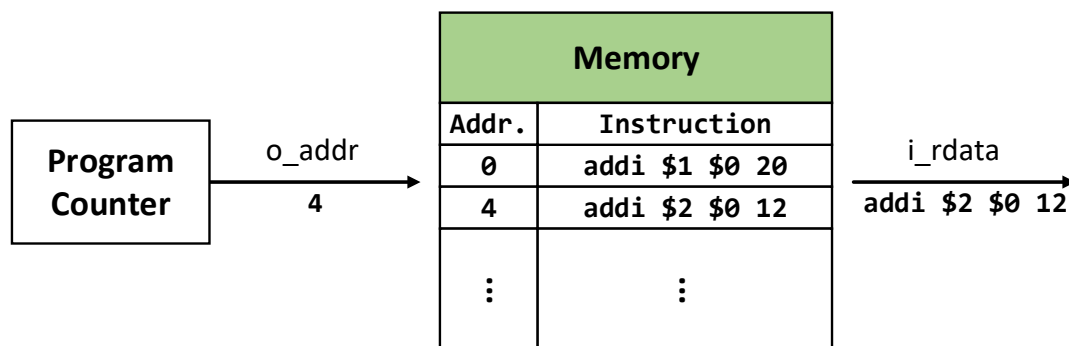 Program
Counter
o_addr
4
Memory
Addr. Instruction
0 addi $1 $0 20
4 addi $2 $0 12
⋮ ⋮
i_rdata
addi $2 $0 12